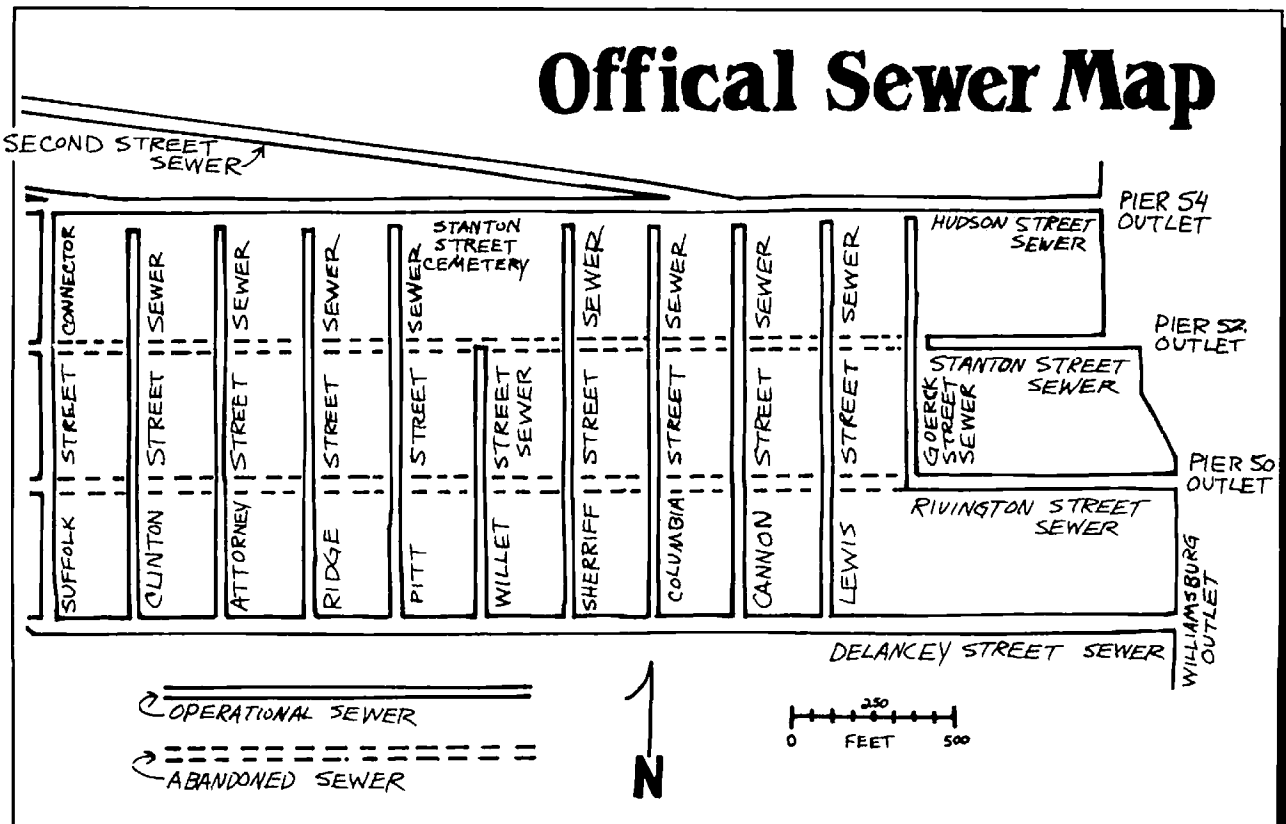 Offical Sewer Map
SECOND STREET
SEWER
PIER 54
OUTLET
HUDSON STREET
SEWER
STANTON
STREET
CEMETERY
PIER 52
OUTLET
STANTON STREET
SEWER
GOERCK
STREET
SEWER
PIER 50
OUTLET
RIVINGTON STREET
SEWER
SUFFOLK STREET CONNECTOR
CLINTON STREET SEWER
ATTORNEY STREET SEWER
RIDGE STREET SEWER
PITT STREET SEWER
WILLET STREET
SEWER
SHERRIFF STREET SEWER
COLUMBIA STREET SEWER
CANNON STREET SEWER
LEWIS STREET SEWER
WILLIAMSBURG
OUTLET
DELANCEY STREET SEWER
OPERATIONAL SEWER
ABANDONED SEWER
N
250
0 FEET 500